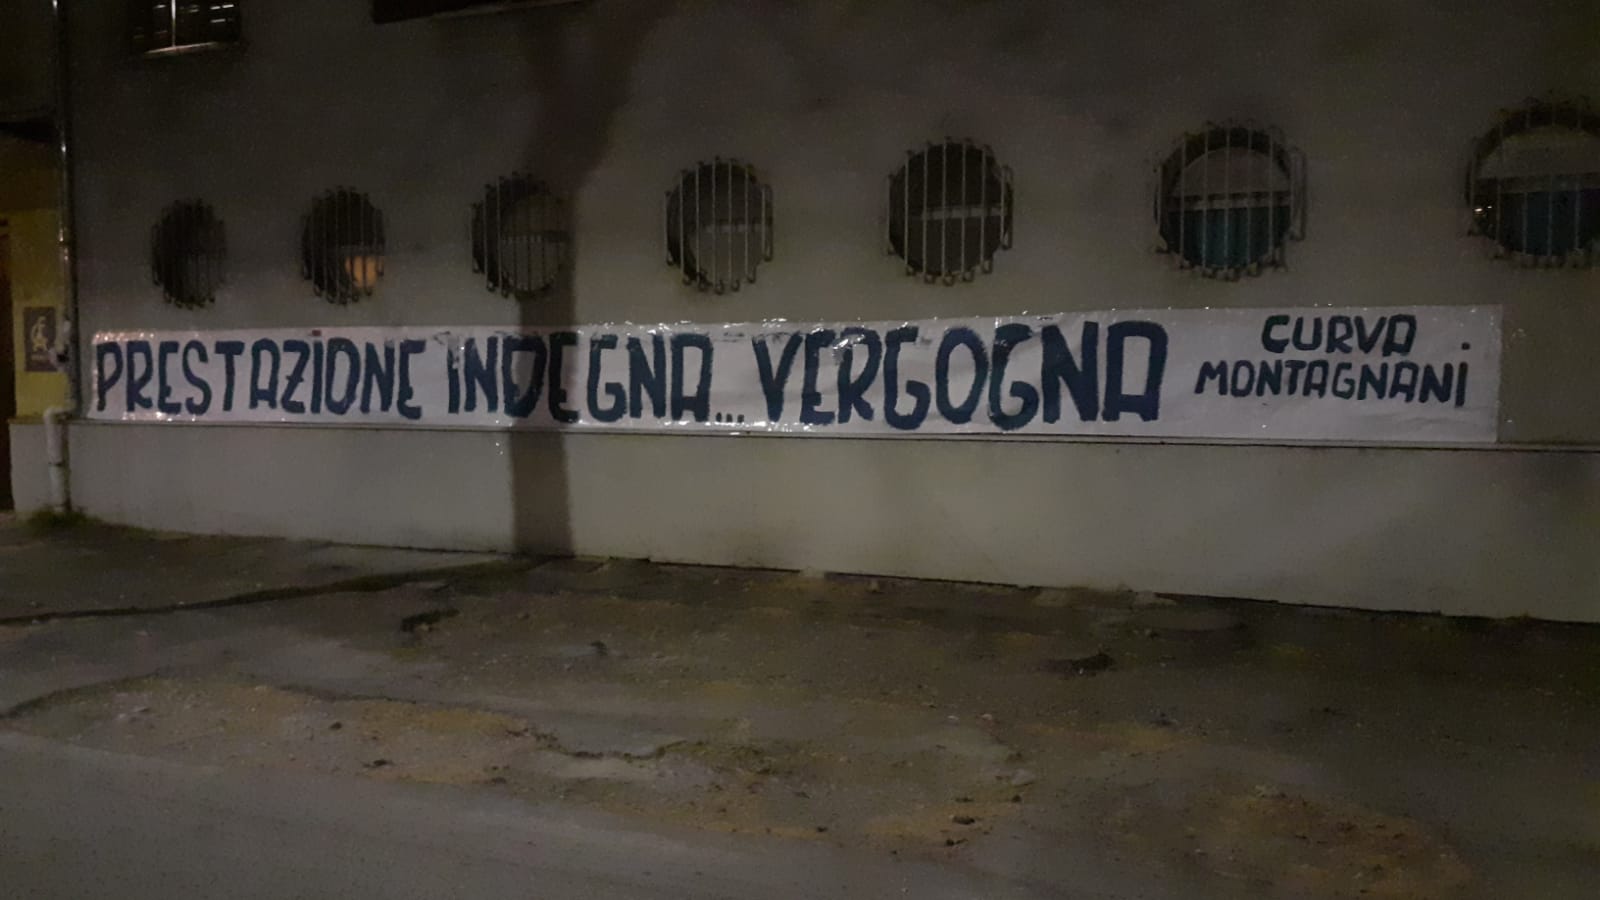 PRESTAZIONE INDEGNA... VERGOGNA
CURVA
MONTAGNANI